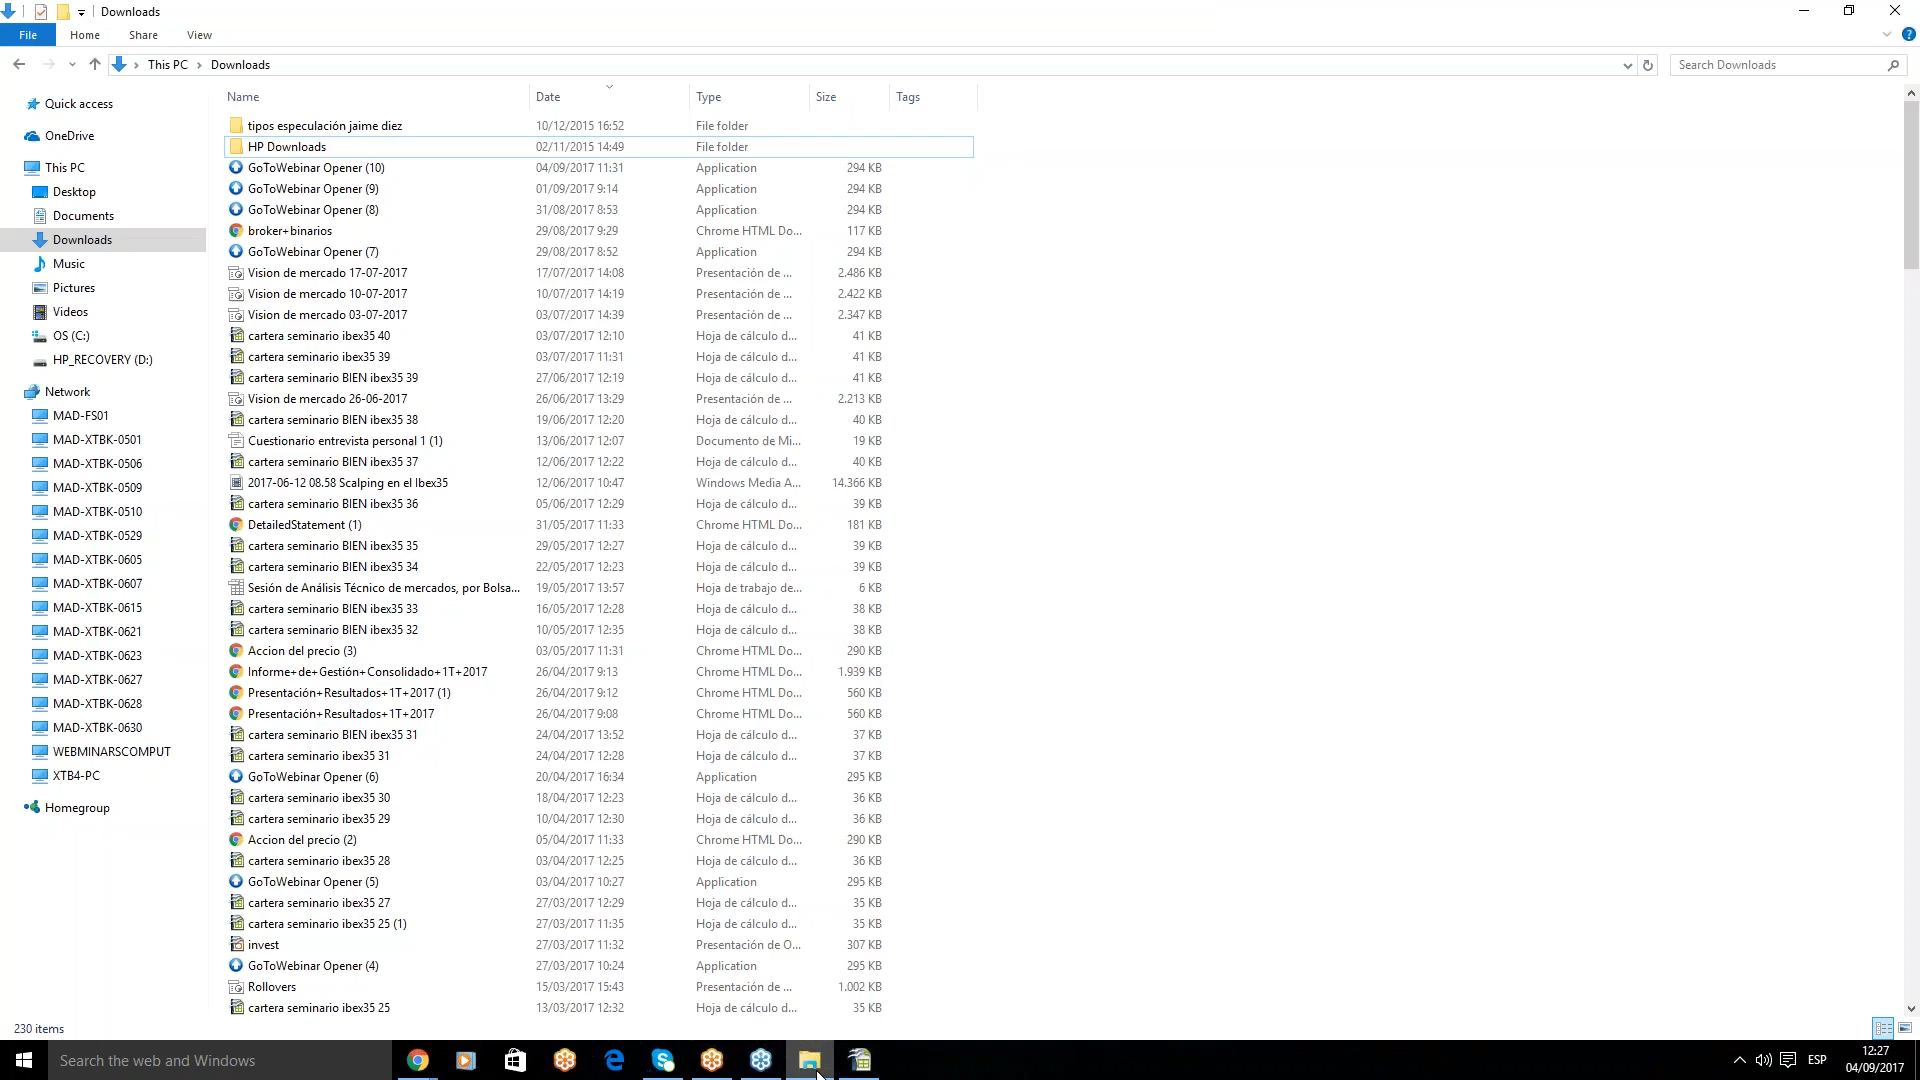 Downloads
File Home Share View
This PC Downloads Search Downloads
Name Date Type Size Tags
Quick access
OneDrive
This PC
Desktop
Documents
Downloads
Music
Pictures
Videos
OS (C:)
HP_RECOVERY (D:)
Network
MAD-FS01
MAD-XTBK-0501
MAD-XTBK-0506
MAD-XTBK-0509
MAD-XTBK-0510
MAD-XTBK-0529
MAD-XTBK-0605
MAD-XTBK-0607
MAD-XTBK-0615
MAD-XTBK-0621
MAD-XTBK-0623
MAD-XTBK-0627
MAD-XTBK-0628
MAD-XTBK-0630
WEBMINARSCOMPUT
XTB4-PC
Homegroup
tipos especulación jaime diez 10/12/2015 16:52 File folder
HP Downloads 02/11/2015 14:49 File folder
GoToWebinar Opener (10) 04/09/2017 11:31 Application 294 KB
GoToWebinar Opener (9) 01/09/2017 9:14 Application 294 KB
GoToWebinar Opener (8) 31/08/2017 8:53 Application 294 KB
broker+binarios 29/08/2017 9:29 Chrome HTML Do... 117 KB
GoToWebinar Opener (7) 29/08/2017 8:52 Application 294 KB
Vision de mercado 17-07-2017 17/07/2017 14:08 Presentación de ... 2.486 KB
Vision de mercado 10-07-2017 10/07/2017 14:19 Presentación de ... 2.422 KB
Vision de mercado 03-07-2017 03/07/2017 14:39 Presentación de ... 2.347 KB
cartera seminario ibex35 40 03/07/2017 12:10 Hoja de cálculo d... 41 KB
cartera seminario ibex35 39 03/07/2017 11:31 Hoja de cálculo d... 41 KB
cartera seminario BIEN ibex35 39 27/06/2017 12:19 Hoja de cálculo d... 41 KB
Vision de mercado 26-06-2017 26/06/2017 13:29 Presentación de ... 2.213 KB
cartera seminario BIEN ibex35 38 19/06/2017 12:20 Hoja de cálculo d... 40 KB
Cuestionario entrevista personal 1 (1) 13/06/2017 12:07 Documento de Mi... 19 KB
cartera seminario BIEN ibex35 37 12/06/2017 12:22 Hoja de cálculo d... 40 KB
2017-06-12 08.58 Scalping en el Ibex35 12/06/2017 10:47 Windows Media A... 14.366 KB
cartera seminario BIEN ibex35 36 05/06/2017 12:29 Hoja de cálculo d... 39 KB
DetailedStatement (1) 31/05/2017 11:33 Chrome HTML Do... 181 KB
cartera seminario BIEN ibex35 35 29/05/2017 12:27 Hoja de cálculo d... 39 KB
cartera seminario BIEN ibex35 34 22/05/2017 12:23 Hoja de cálculo d... 39 KB
Sesión de Análisis Técnico de mercados, por Bolsa... 19/05/2017 13:57 Hoja de trabajo de... 6 KB
cartera seminario BIEN ibex35 33 16/05/2017 12:28 Hoja de cálculo d... 38 KB
cartera seminario BIEN ibex35 32 10/05/2017 12:35 Hoja de cálculo d... 38 KB
Accion del precio (3) 03/05/2017 11:31 Chrome HTML Do... 290 KB
Informe+de+Gestión+Consolidado+1T+2017 26/04/2017 9:13 Chrome HTML Do... 1.939 KB
Presentación+Resultados+1T+2017 (1) 26/04/2017 9:12 Chrome HTML Do... 560 KB
Presentación+Resultados+1T+2017 26/04/2017 9:08 Chrome HTML Do... 560 KB
cartera seminario BIEN ibex35 31 24/04/2017 13:52 Hoja de cálculo d... 37 KB
cartera seminario ibex35 31 24/04/2017 12:28 Hoja de cálculo d... 37 KB
GoToWebinar Opener (6) 20/04/2017 16:34 Application 295 KB
cartera seminario ibex35 30 18/04/2017 12:23 Hoja de cálculo d... 36 KB
cartera seminario ibex35 29 10/04/2017 12:30 Hoja de cálculo d... 36 KB
Accion del precio (2) 05/04/2017 11:33 Chrome HTML Do... 290 KB
cartera seminario ibex35 28 03/04/2017 12:25 Hoja de cálculo d... 36 KB
GoToWebinar Opener (5) 03/04/2017 10:27 Application 295 KB
cartera seminario ibex35 27 27/03/2017 12:29 Hoja de cálculo d... 35 KB
cartera seminario ibex35 25 (1) 27/03/2017 11:35 Hoja de cálculo d... 35 KB
invest 27/03/2017 11:32 Presentación de O... 307 KB
GoToWebinar Opener (4) 27/03/2017 10:24 Application 295 KB
Rollovers 15/03/2017 15:43 Presentación de ... 1.002 KB
cartera seminario ibex35 25 13/03/2017 12:32 Hoja de cálculo d... 35 KB
230 items
Search the web and Windows
ESP
12:27
04/09/2017